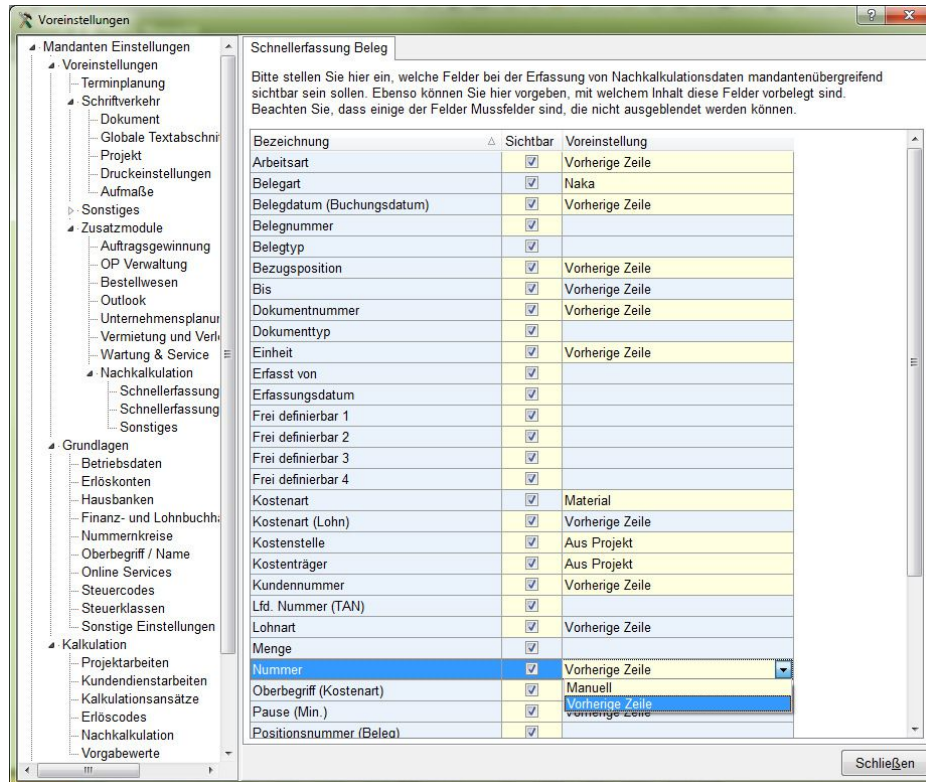 Voreinstellungen
Mandanten Einstellungen
Voreinstellungen
Terminplanung
Schriftverkehr
Dokument
Globale Textabschni
Projekt
Druckeinstellungen
Aufmaße
Sonstiges
Zusatzmodule
Auftragsgewinnung
OP Verwaltung
Bestellwesen
Outlook
Unternehmensplanur
Vermietung und Verl
Wartung & Service
Nachkalkulation
Schnellerfassung
Schnellerfassung
Sonstiges
Grundlagen
Betriebsdaten
Erlöskonten
Hausbanken
Finanz- und Lohnbuchha
Nummernkreise
Oberbegriff / Name
Online Services
Steuercodes
Steuerklassen
Sonstige Einstellungen
Kalkulation
Projektarbeiten
Kundendienstarbeiten
Kalkulationsansätze
Erlöscodes
Nachkalkulation
Vorgabewerte
Schnellerfassung Beleg
Bitte stellen Sie hier ein, welche Felder bei der Erfassung von Nachkalkulationsdaten mandantenübergreifend
sichtbar sein sollen. Ebenso können Sie hier vorgeben, mit welchem Inhalt diese Felder vorbelegt sind.
Beachten Sie, dass einige der Felder Mussfelder sind, die nicht ausgeblendet werden können.
Bezeichnung Sichtbar Voreinstellung
Arbeitsart Vorherige Zeile
Belegart Naka
Belegdatum (Buchungsdatum) Vorherige Zeile
Belegnummer
Belegtyp
Bezugsposition Vorherige Zeile
Bis Vorherige Zeile
Dokumentnummer Vorherige Zeile
Dokumenttyp
Einheit Vorherige Zeile
Erfasst von
Erfassungsdatum
Frei definierbar 1
Frei definierbar 2
Frei definierbar 3
Frei definierbar 4
Kostenart Material
Kostenart (Lohn) Vorherige Zeile
Kostenstelle Aus Projekt
Kostenträger Aus Projekt
Kundennummer Vorherige Zeile
Lfd. Nummer (TAN)
Lohnart Vorherige Zeile
Menge
Nummer Vorherige Zeile
Oberbegriff (Kostenart) Manuell
Vorherige Zeile
Pause (Min.) Vorherige Zeile
Positionsnummer (Beleg)
Schließen